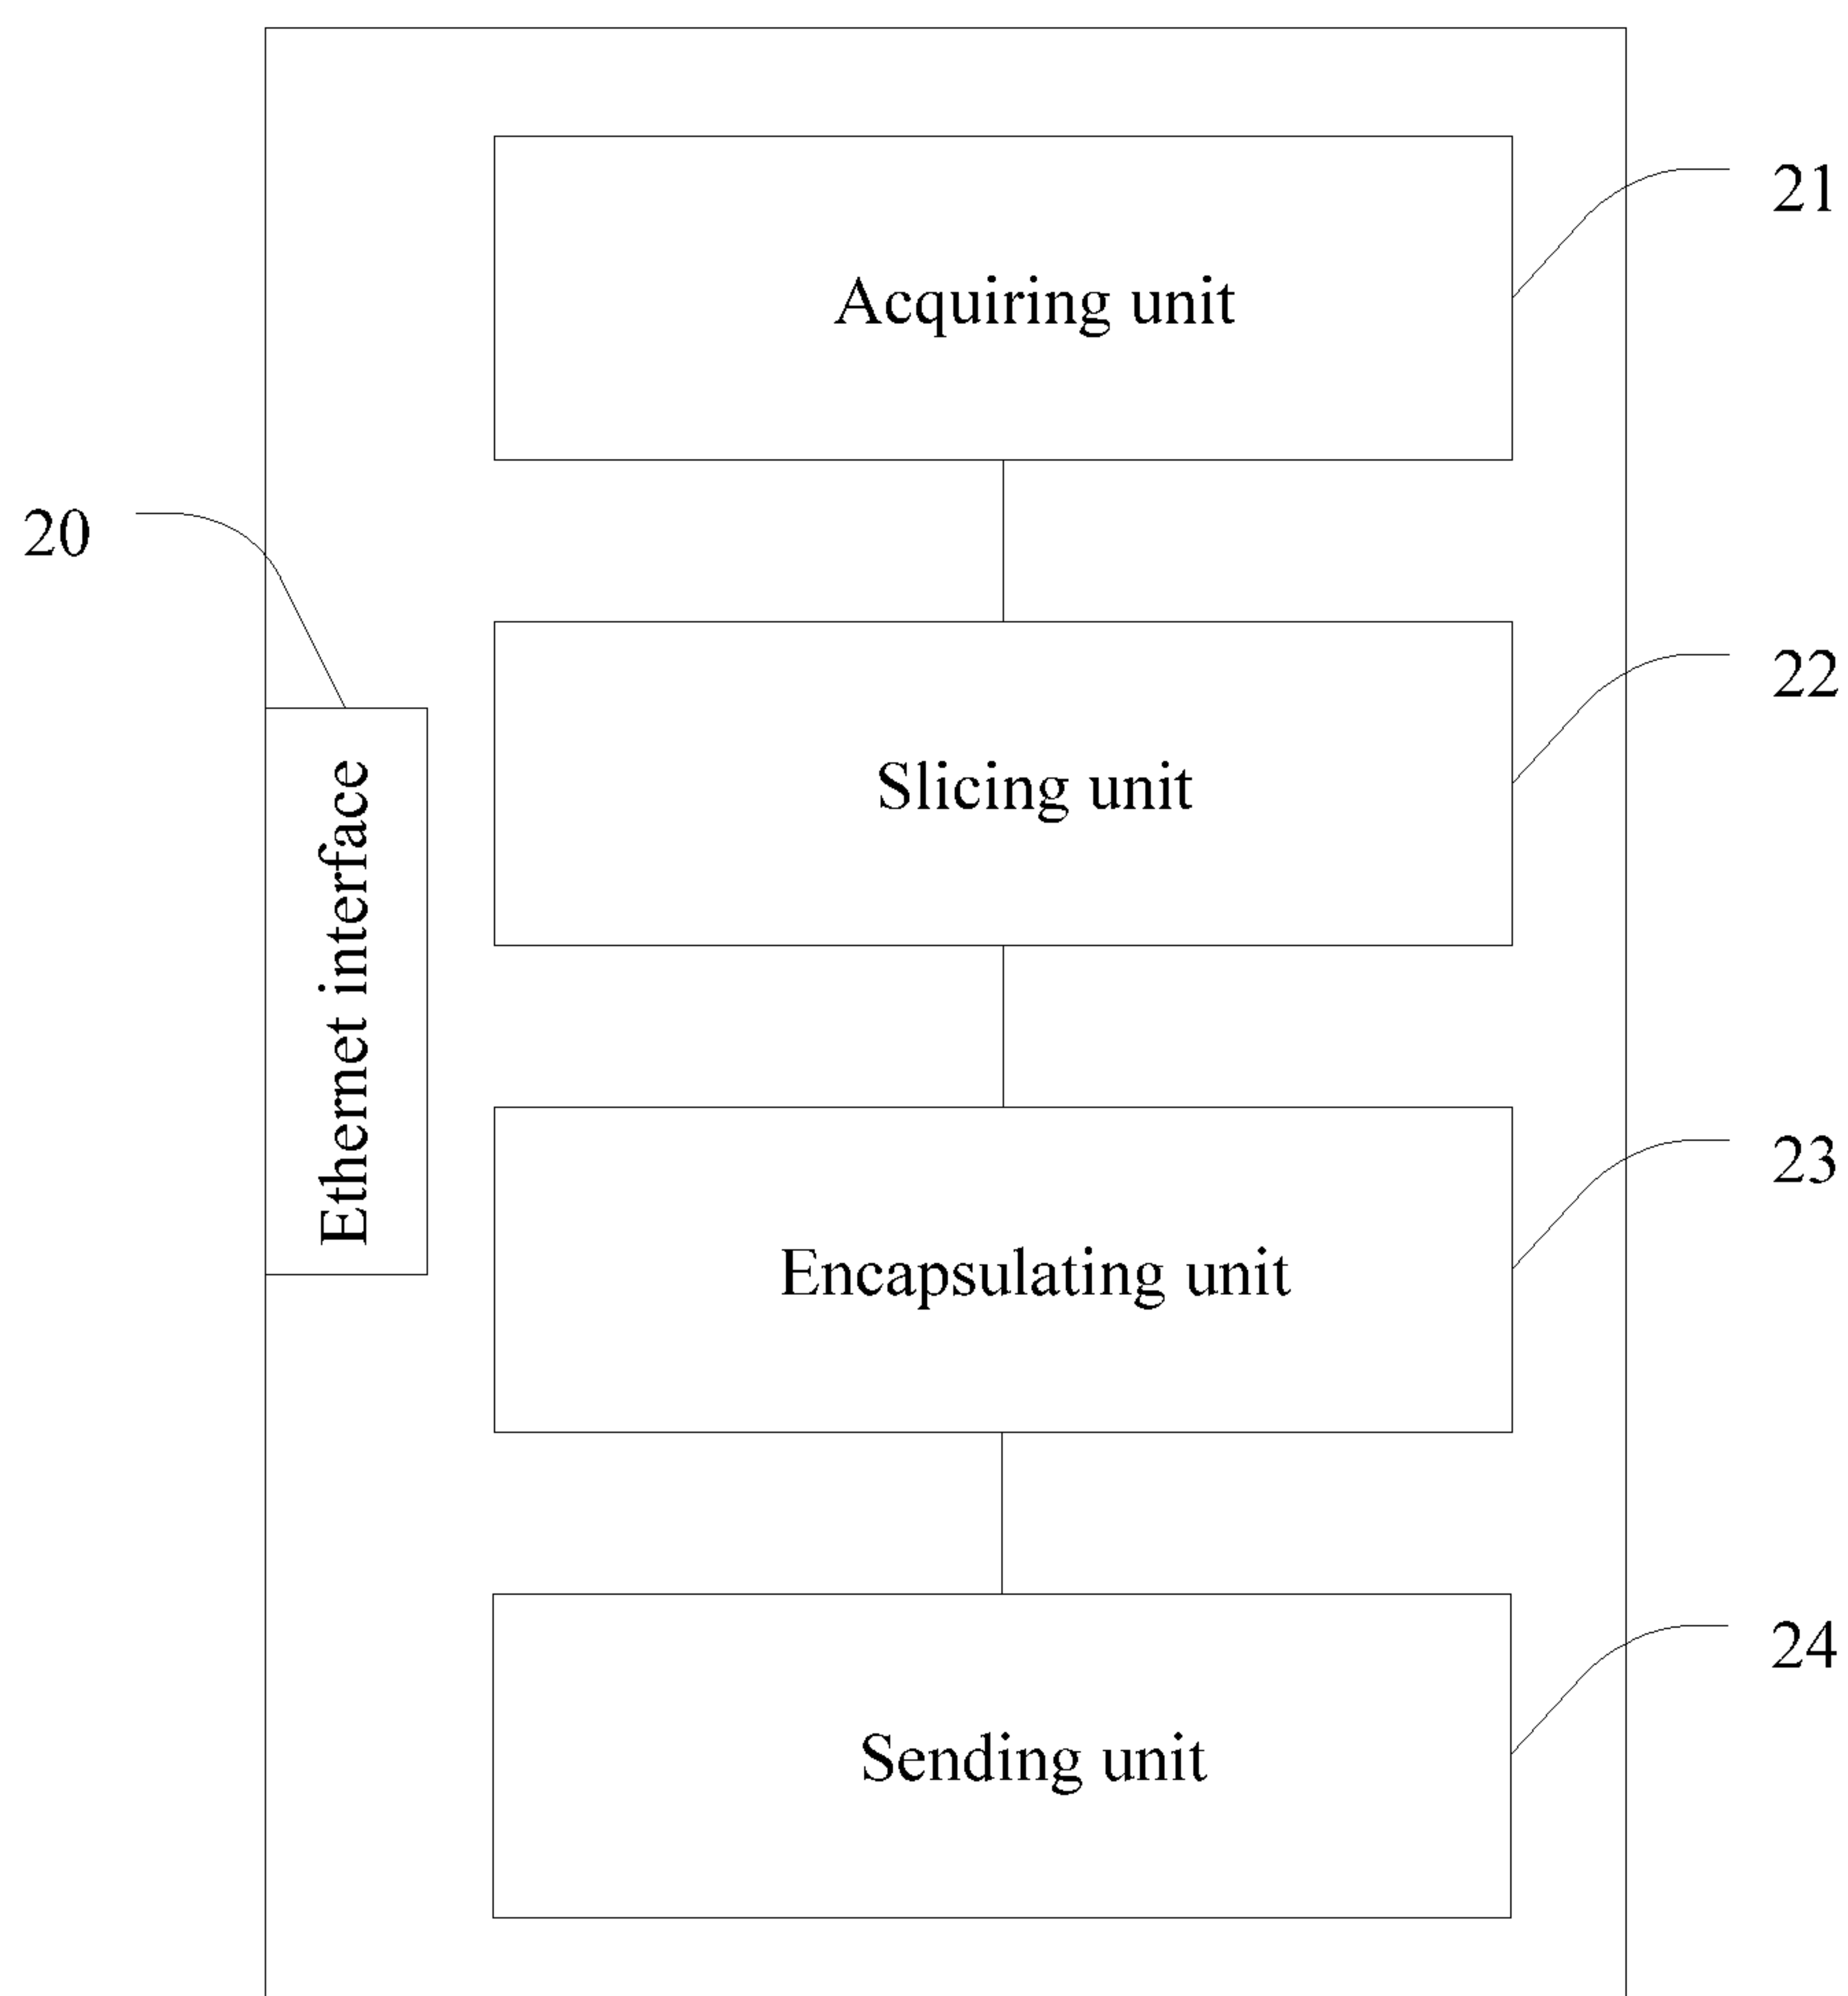 21
Acquiring unit
20
22
Slicing unit
Ethernet interface
23
Encapsulating unit
24
Sending unit